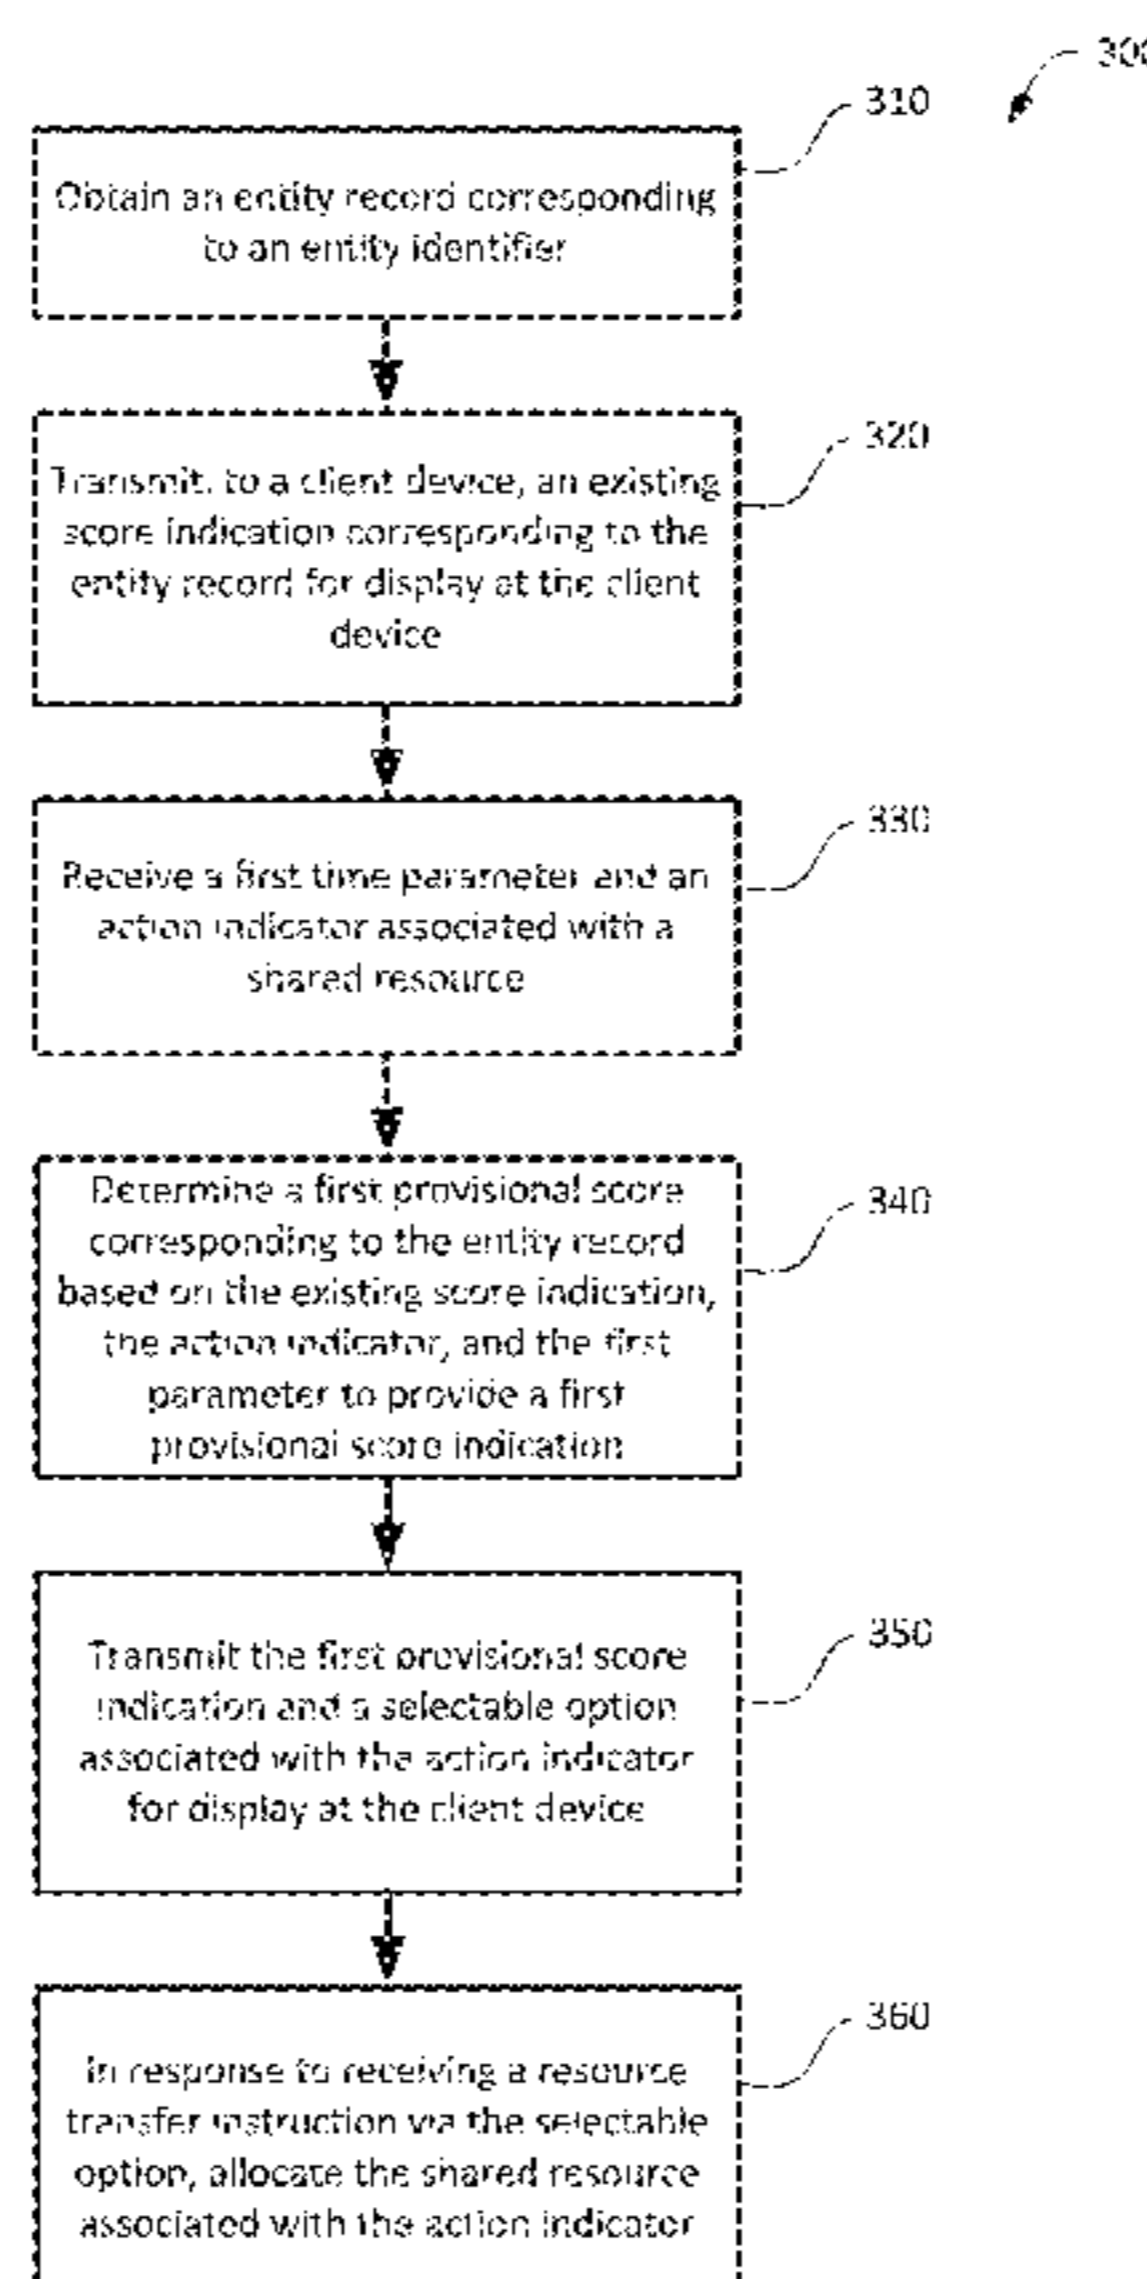 300
310
Obtain an entity record corresponding
to an entity identifier
320
Transmit, to a client device, an existing
score indication corresponding to the
entity record for display at the client
device
330
Receive a first time parameter and an
action indicator associated with a
shared resource
340
Determine a first provisional score
corresponding to the entity record
based on the existing score indication,
the action indicator, and the first
parameter to provide a first
provisional score indication
350
Transmit the first provisional score
indication and a selectable option
associated with the action indicator
for display at the client device
360
In response to receiving a resource
transfer instruction via the selectable
option, allocate the shared resource
associated with the action indicator